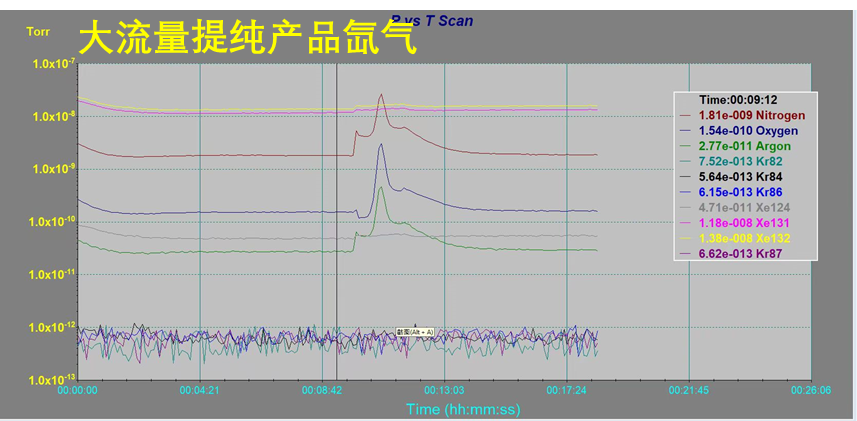 P vs T Scan
大流量提纯产品氙气
Torr
1.0x10-7
1.0x10-8
1.0x10-9
1.0x10-10
1.0x10-11
1.0x10-12
1.0x10-13
Time:00:09:12
1.81e-009 Nitrogen
1.54e-010 Oxygen
2.77e-011 Argon
7.52e-013 Kr82
5.64e-013 Kr84
6.15e-013 Kr86
4.71e-011 Xe124
1.18e-008 Xe131
1.38e-008 Xe132
6.62e-013 Kr87
截图(Alt + A)
00:00:00
00:04:21
00:08:42
00:13:03
00:17:24
00:21:45
00:26:06
Time (hh:mm:ss)